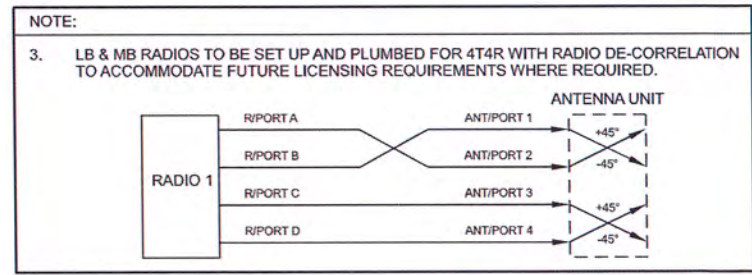 NOTE:
3. LB & MB RADIOS TO BE SET UP AND PLUMBED FOR 4T4R WITH RADIO DE-CORRELATION
TO ACCOMMODATE FUTURE LICENSING REQUIREMENTS WHERE REQUIRED.
ANTENNA UNIT
R/PORT A ANT/PORT 1
+45°
R/PORT B ANT/PORT 2
-45°
RADIO 1
R/PORT C ANT/PORT 3
+45°
R/PORT D ANT/PORT 4
-45°